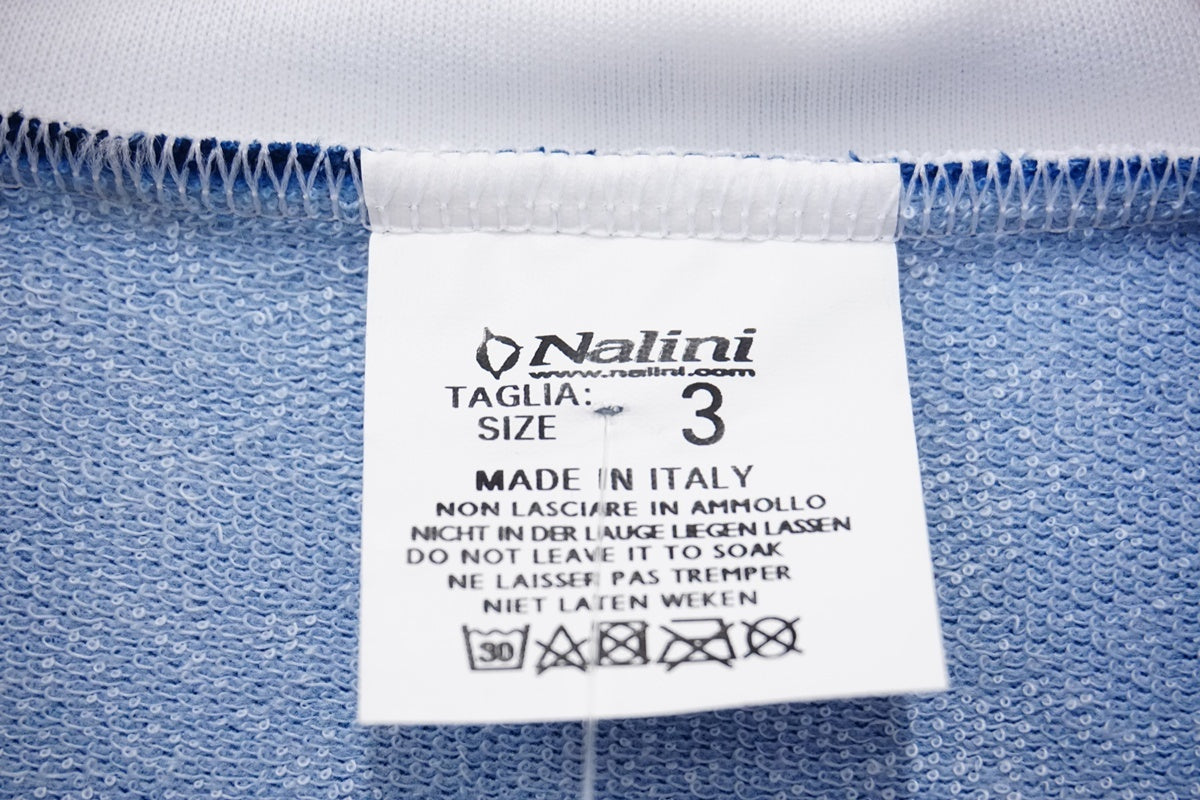 Nalini
www.nalini.com
TAGLIA:
SIZE 3
MADE IN ITALY
NON LASCIARE IN AMMOLLO
NICHT IN DER LAUGE LIEGEN LASSEN
DO NOT LEAVE IT TO SOAK
NE LAISSER PAS TREMPER
NIET LATEN WEKEN
30